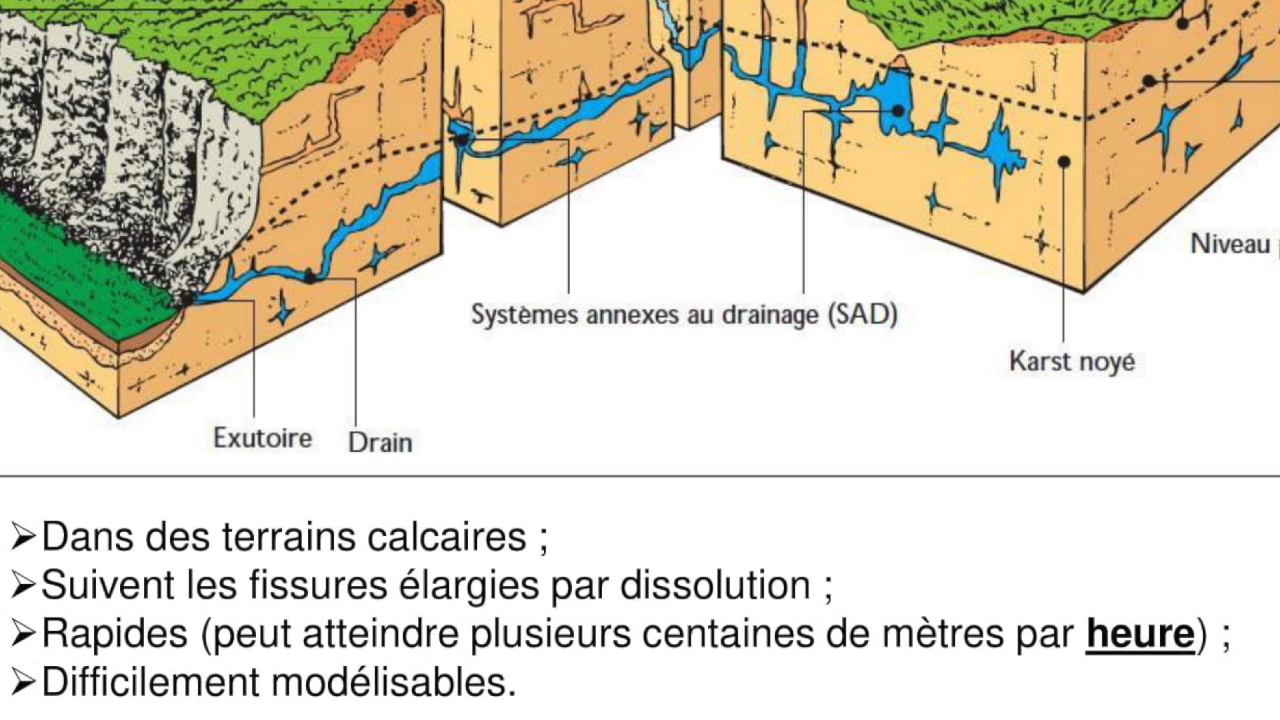 Niveau
Systèmes annexes au drainage (SAD)
Karst noyé
Exutoire
Drain
➢Dans des terrains calcaires ;
➢Suivent les fissures élargies par dissolution ;
➢Rapides (peut atteindre plusieurs centaines de mètres par heure) ;
➢Difficilement modélisables.